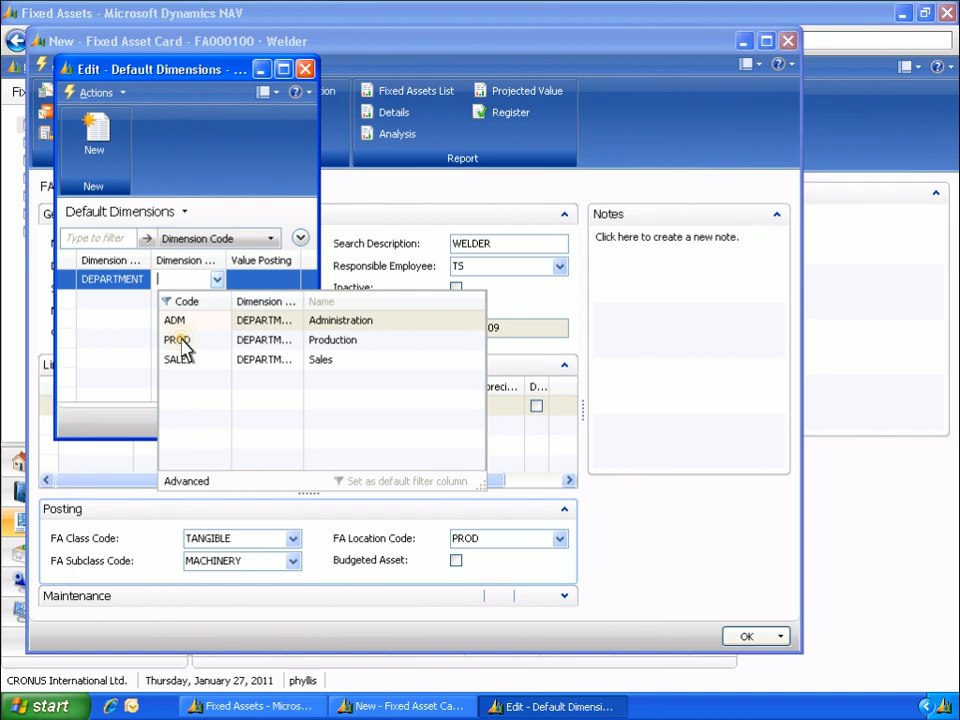 Fixed Assets - Microsoft Dynamics NAV
New - Fixed Asset Card - FA000100 · Welder
Edit - Default Dimensions - ...
Actions
New
New
Default Dimensions
Type to filter
Dimension Code
Dimension ...
Dimension ...
Value Posting
DEPARTMENT
Code
Dimension ...
Name
ADM
DEPARTM...
Administration
PROD
DEPARTM...
Production
SALES
DEPARTM...
Sales
Advanced
Set as default filter column
Fixed Assets List
Projected Value
Details
Register
Analysis
Report
FA
Search Description:
WELDER
Responsible Employee:
TS
Inactive:
09
Notes
Click here to create a new note.
D...
Posting
FA Class Code:
TANGIBLE
FA Location Code:
PROD
FA Subclass Code:
MACHINERY
Budgeted Asset:
Maintenance
OK
CRONUS International Ltd.
Thursday, January 27, 2011
phyllis
start
Fixed Assets - Micros...
New - Fixed Asset Ca...
Edit - Default Dimensi...